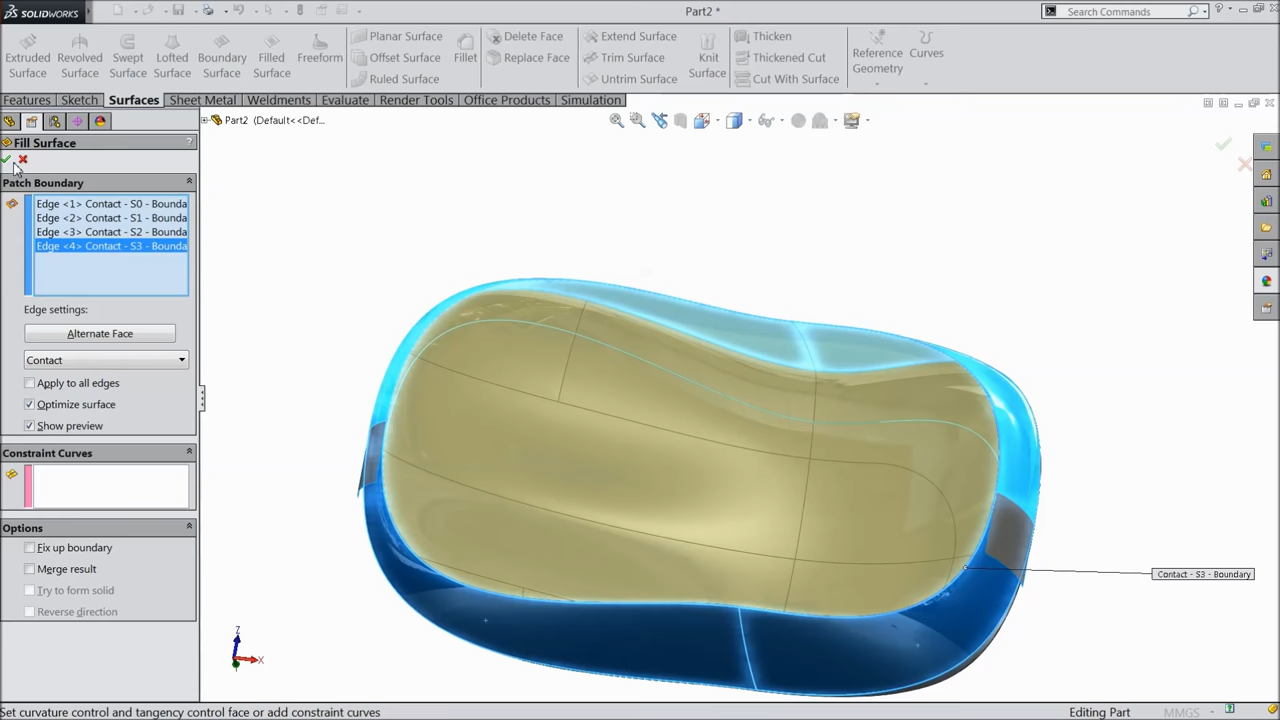 SOLIDWORKS
Part2 *
Search Commands
Extruded Surface
Revolved Surface
Swept Surface
Lofted Surface
Boundary Surface
Filled Surface
Freeform
Planar Surface
Offset Surface
Ruled Surface
Fillet
Delete Face
Replace Face
Extend Surface
Trim Surface
Untrim Surface
Knit Surface
Thicken
Thickened Cut
Cut With Surface
Reference Geometry
Curves
Features
Sketch
Surfaces
Sheet Metal
Weldments
Evaluate
Render Tools
Office Products
Simulation
Part2 (Default<<Def...
Fill Surface
?
Patch Boundary
Edge <1> Contact - S0 - Bounda
Edge <2> Contact - S1 - Bounda
Edge <3> Contact - S2 - Bounda
Edge <4> Contact - S3 - Bounda
Edge settings:
Alternate Face
Contact
Apply to all edges
Optimize surface
Show preview
Constraint Curves
Options
Fix up boundary
Merge result
Try to form solid
Reverse direction
Contact - S3 - Boundary
Z
X
Set curvature control and tangency control face or add constraint curves
Editing Part
MMGS